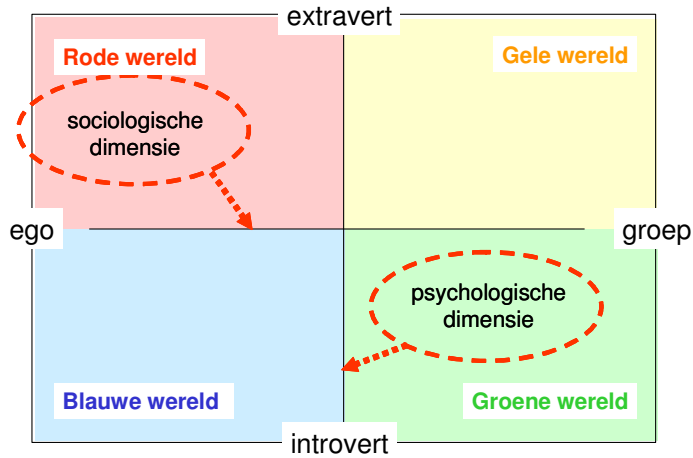 extravert
Rode wereld
Gele wereld
sociologische
dimensie
ego
groep
psychologische
dimensie
Blauwe wereld
Groene wereld
introvert